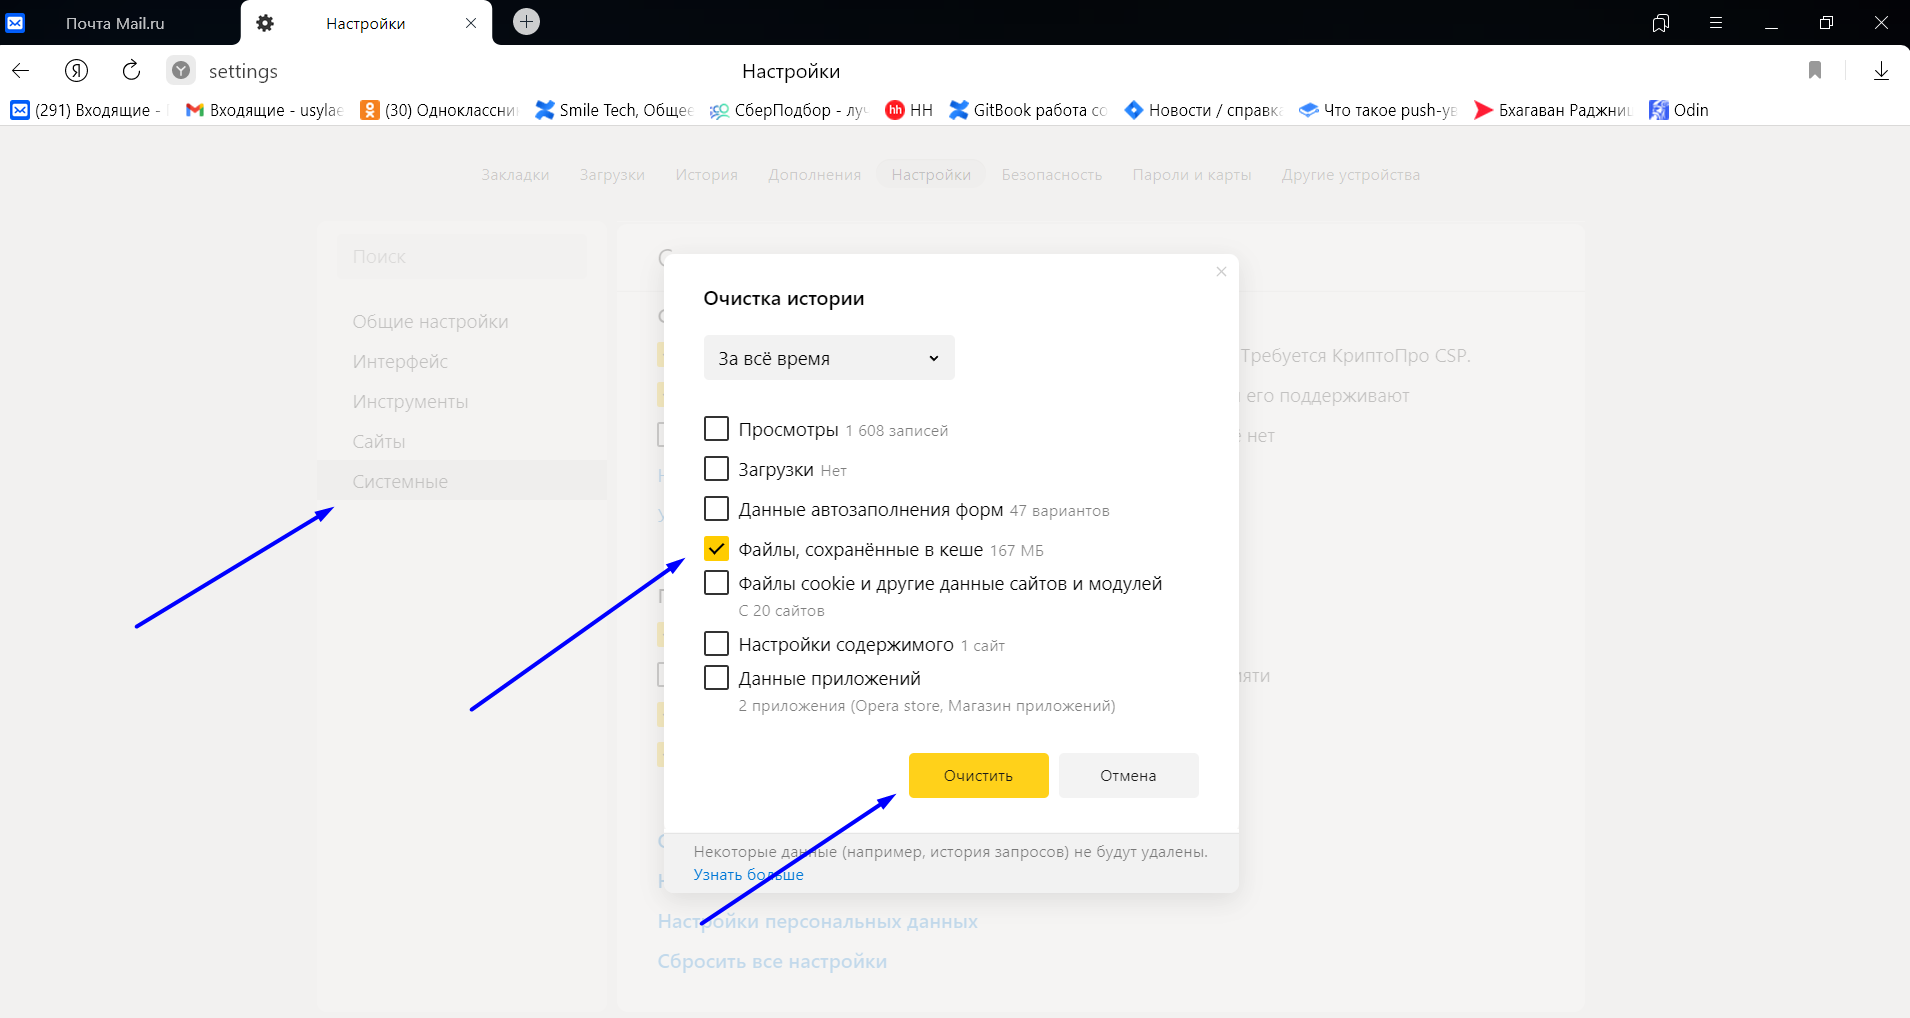 Почта Mail.ru
Настройки
settings
Настройки
(291) Входящие -
Входящие - usylae
(30) Одноклассни
Smile Tech, Общее
СберПодбор - лу
hh HH
GitBook работа со
Новости / справка
Что такое push-ув
Бхагаван Раджни
Odin
Закладки
Загрузки
История
Дополнения
Настройки
Безопасность
Пароли и карты
Другие устройства
Поиск
Общие настройки
Интерфейс
Инструменты
Сайты
Системные
Очистка истории
За всё время
Просмотры 1 608 записей
Загрузки Нет
Данные автозаполнения форм 47 вариантов
Файлы, сохранённые в кеше 167 МБ
Файлы cookie и другие данные сайтов и модулей
С 20 сайтов
Настройки содержимого 1 сайт
Данные приложений
2 приложения (Opera store, Магазин приложений)
Очистить
Отмена
Некоторые данные (например, история запросов) не будут удалены.
Узнать больше
Требуется КриптоПро CSP.
его поддерживают
нет
Настройки персональных данных
Сбросить все настройки